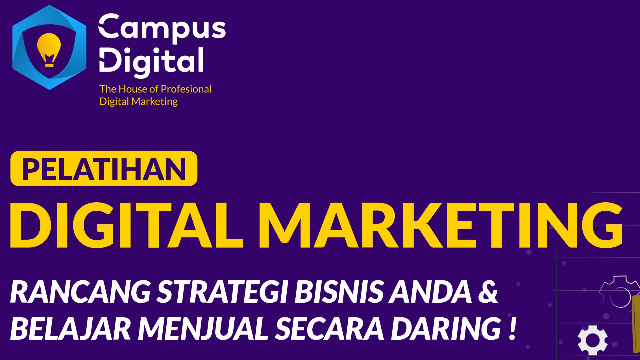 Campus
Digital
The House of Profesional
Digital Marketing
PELATIHAN
DIGITAL MARKETING
RANCANG STRATEGI BISNIS ANDA &
BELAJAR MENJUAL SECARA DARING !